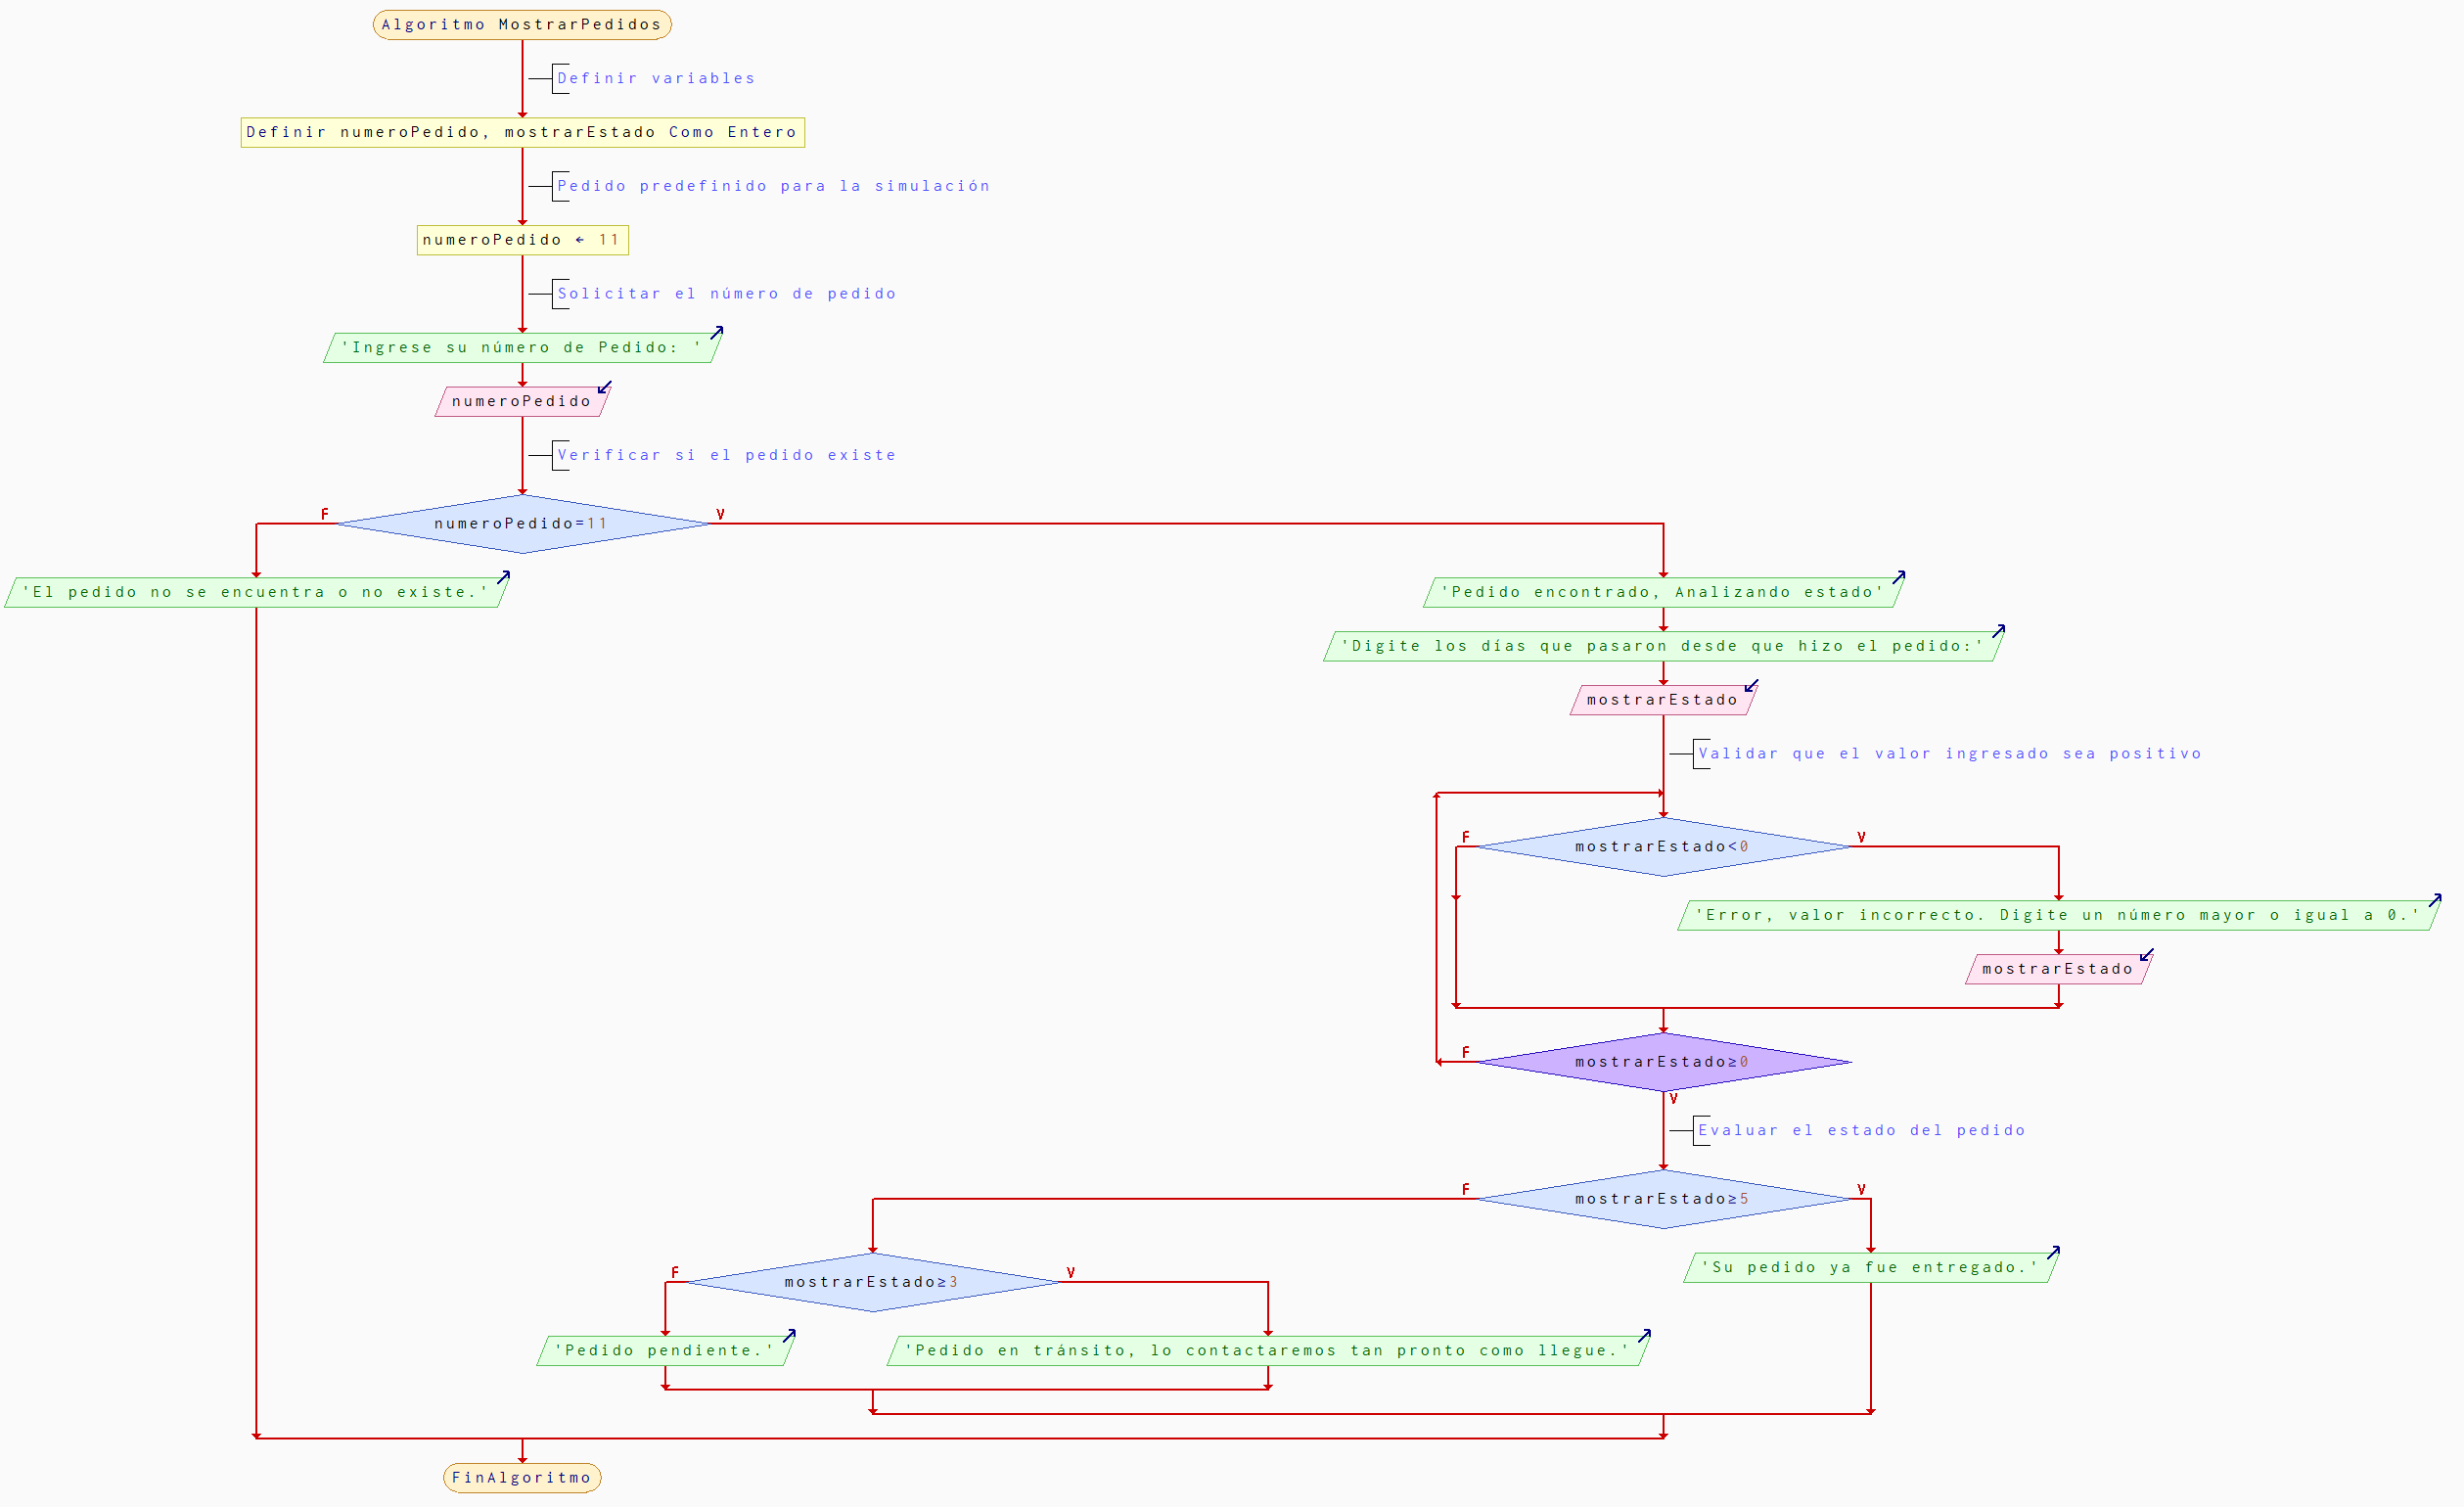 Algoritmo MostrarPedidos
Definir variables
Definir numeroPedido, mostrarEstado Como Entero
Pedido predefinido para la simulación
numeroPedido ← 11
Solicitar el número de pedido
'Ingrese su número de Pedido: '
numeroPedido
Verificar si el pedido existe
F
V
numeroPedido=11
'El pedido no se encuentra o no existe.'
'Pedido encontrado, Analizando estado'
'Digite los días que pasaron desde que hizo el pedido:'
mostrarEstado
Validar que el valor ingresado sea positivo
F
V
mostrarEstado<0
'Error, valor incorrecto. Digite un número mayor o igual a 0.'
mostrarEstado
F
mostrarEstado≥0
V
Evaluar el estado del pedido
F
V
mostrarEstado≥5
F
V
mostrarEstado≥3
'Su pedido ya fue entregado.'
'Pedido pendiente.'
'Pedido en tránsito, lo contactaremos tan pronto como llegue.'
FinAlgoritmo